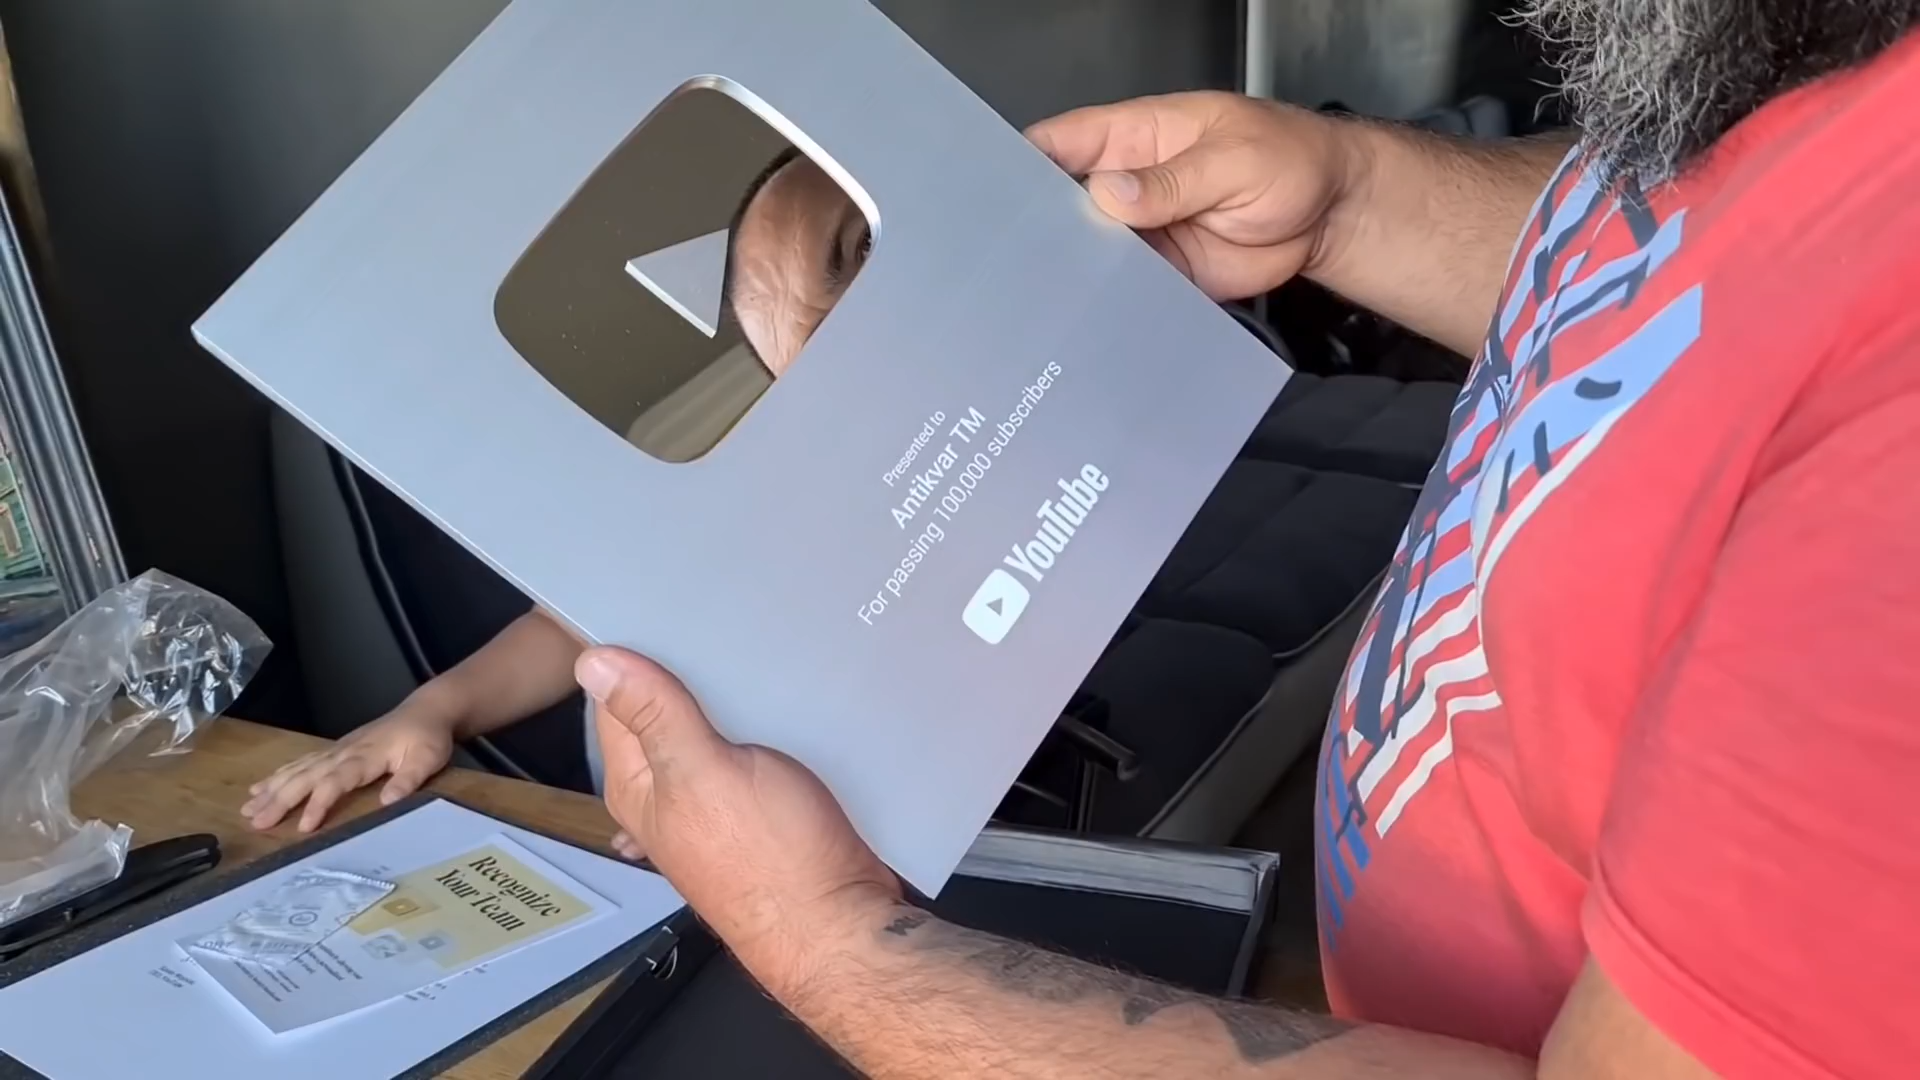 Presented to
Antikvar TM
For passing 100,000 subscribers
YouTube
Recognize
Your Team